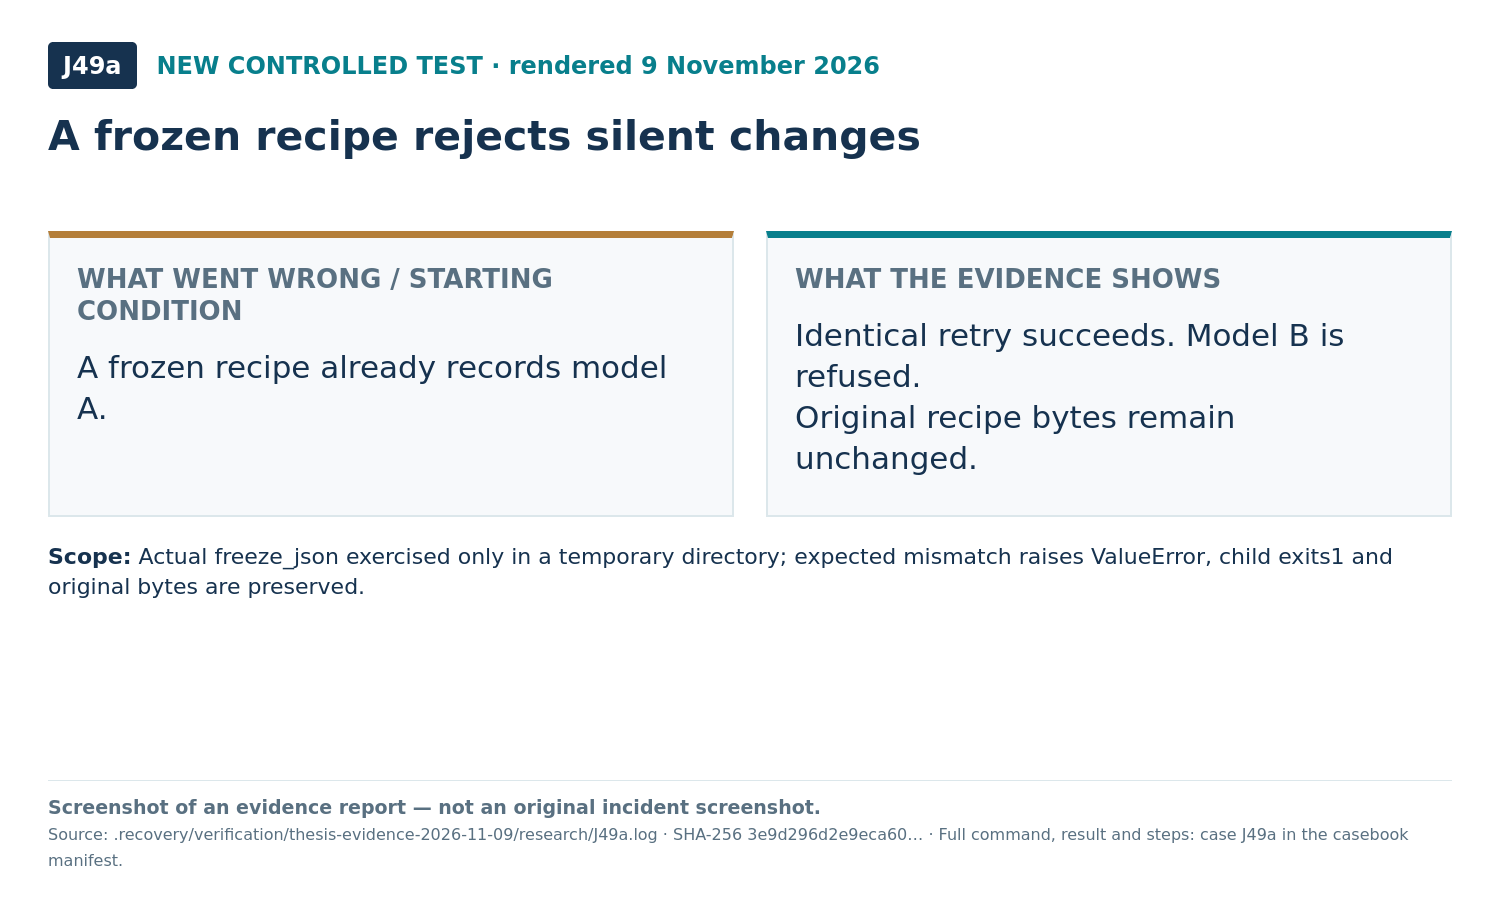 J49a NEW CONTROLLED TEST · rendered 9 November 2026
A frozen recipe rejects silent changes
WHAT WENT WRONG / STARTING
CONDITION
A frozen recipe already records model
A.
WHAT THE EVIDENCE SHOWS
Identical retry succeeds. Model B is
refused.
Original recipe bytes remain
unchanged.
Scope: Actual freeze_json exercised only in a temporary directory; expected mismatch raises ValueError, child exits1 and
original bytes are preserved.
Screenshot of an evidence report — not an original incident screenshot.
Source: .recovery/verification/thesis-evidence-2026-11-09/research/J49a.log · SHA-256 3e9d296d2e9eca60… · Full command, result and steps: case J49a in the casebook
manifest.